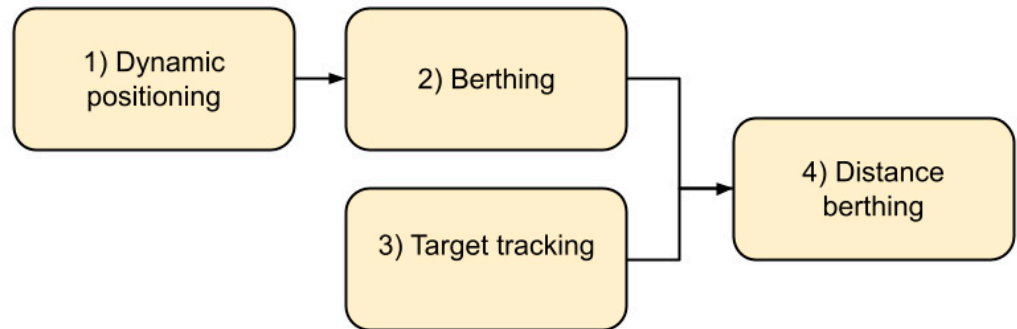 1) Dynamic
positioning
2) Berthing
3) Target tracking
4) Distance
berthing